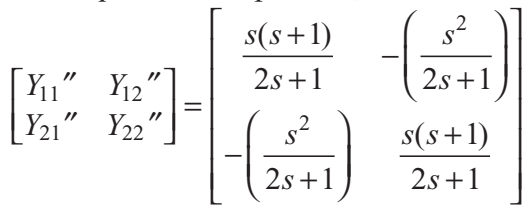 [Y₁₁″ Y₁₂″; Y₂₁″ Y₂₂″] = [s(s+1)/(2s+1) −(s²/(2s+1)); −(s²/(2s+1)) s(s+1)/(2s+1)]